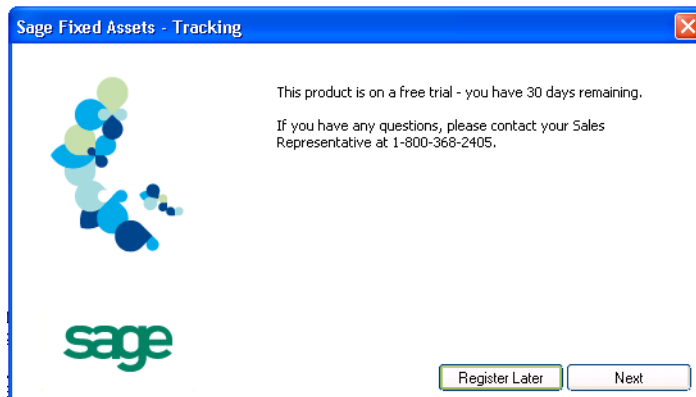 Sage Fixed Assets - Tracking
This product is on a free trial - you have 30 days remaining.
If you have any questions, please contact your Sales
Representative at 1-800-368-2405.
sage
Register Later
Next